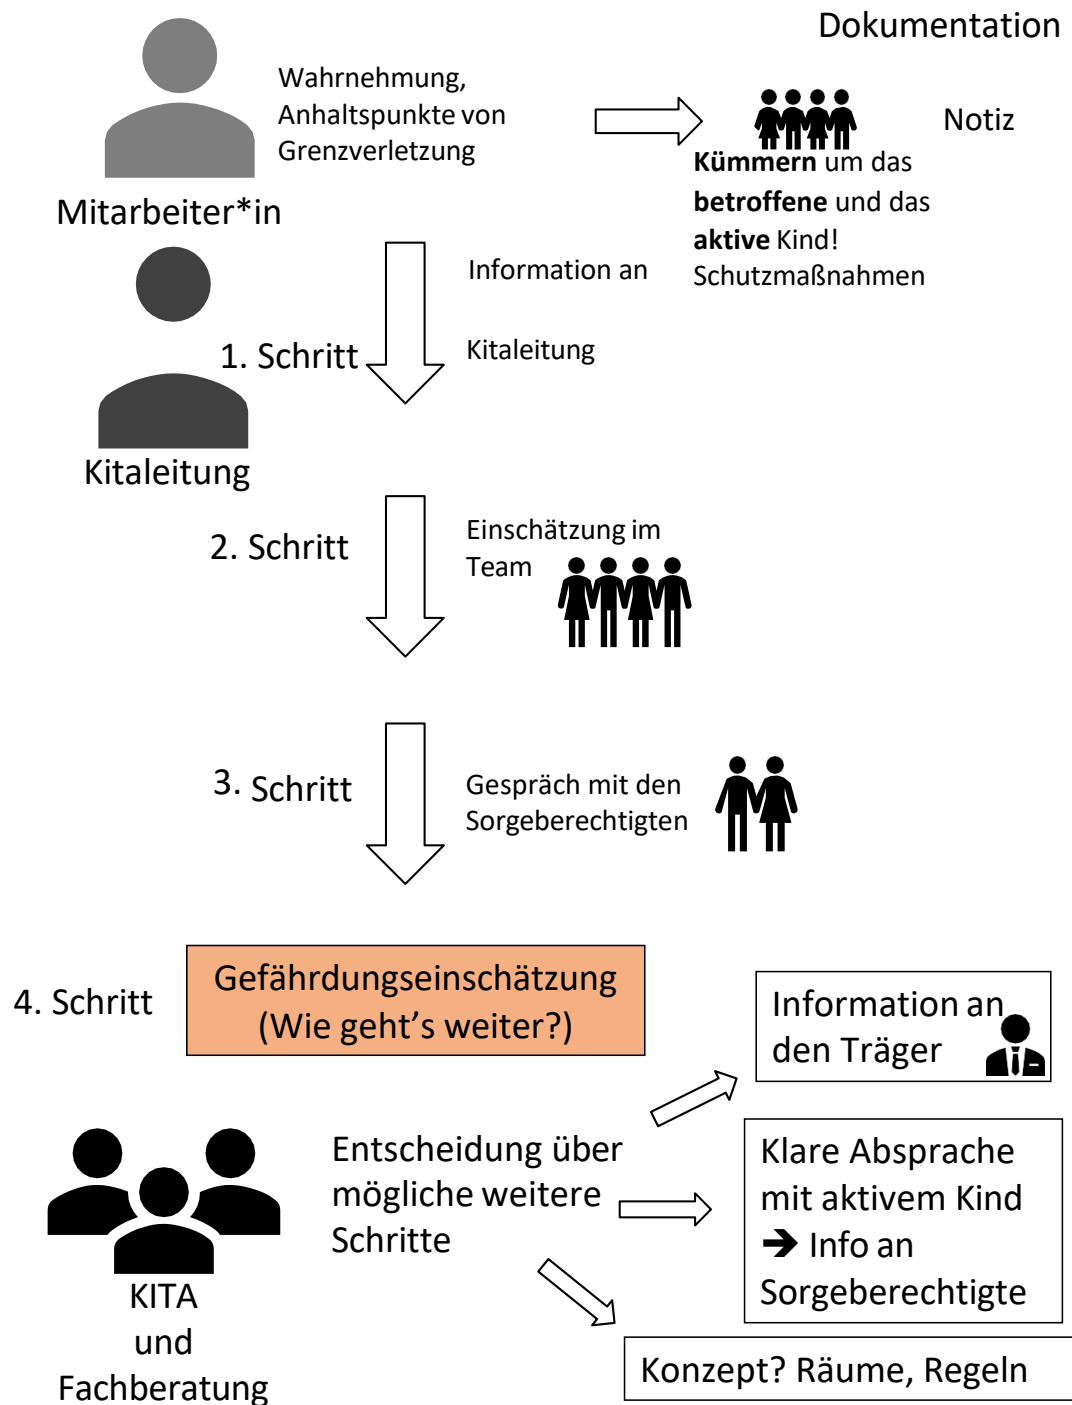 Dokumentation
Wahrnehmung,
Anhaltspunkte von
Grenzverletzung
Notiz
Kümmern um das
betroffene und das
aktive Kind!
Schutzmaßnahmen
Mitarbeiter*in
Information an
Kitaleitung
1. Schritt
Kitaleitung
2. Schritt
Einschätzung im
Team
3. Schritt
Gespräch mit den
Sorgeberechtigten
4. Schritt
Gefährdungseinschätzung
(Wie geht’s weiter?)
Information an
den Träger
Entscheidung über
mögliche weitere
Schritte
Klare Absprache
mit aktivem Kind
➔ Info an
Sorgeberechtigte
KITA
und
Fachberatung
Konzept? Räume, Regeln